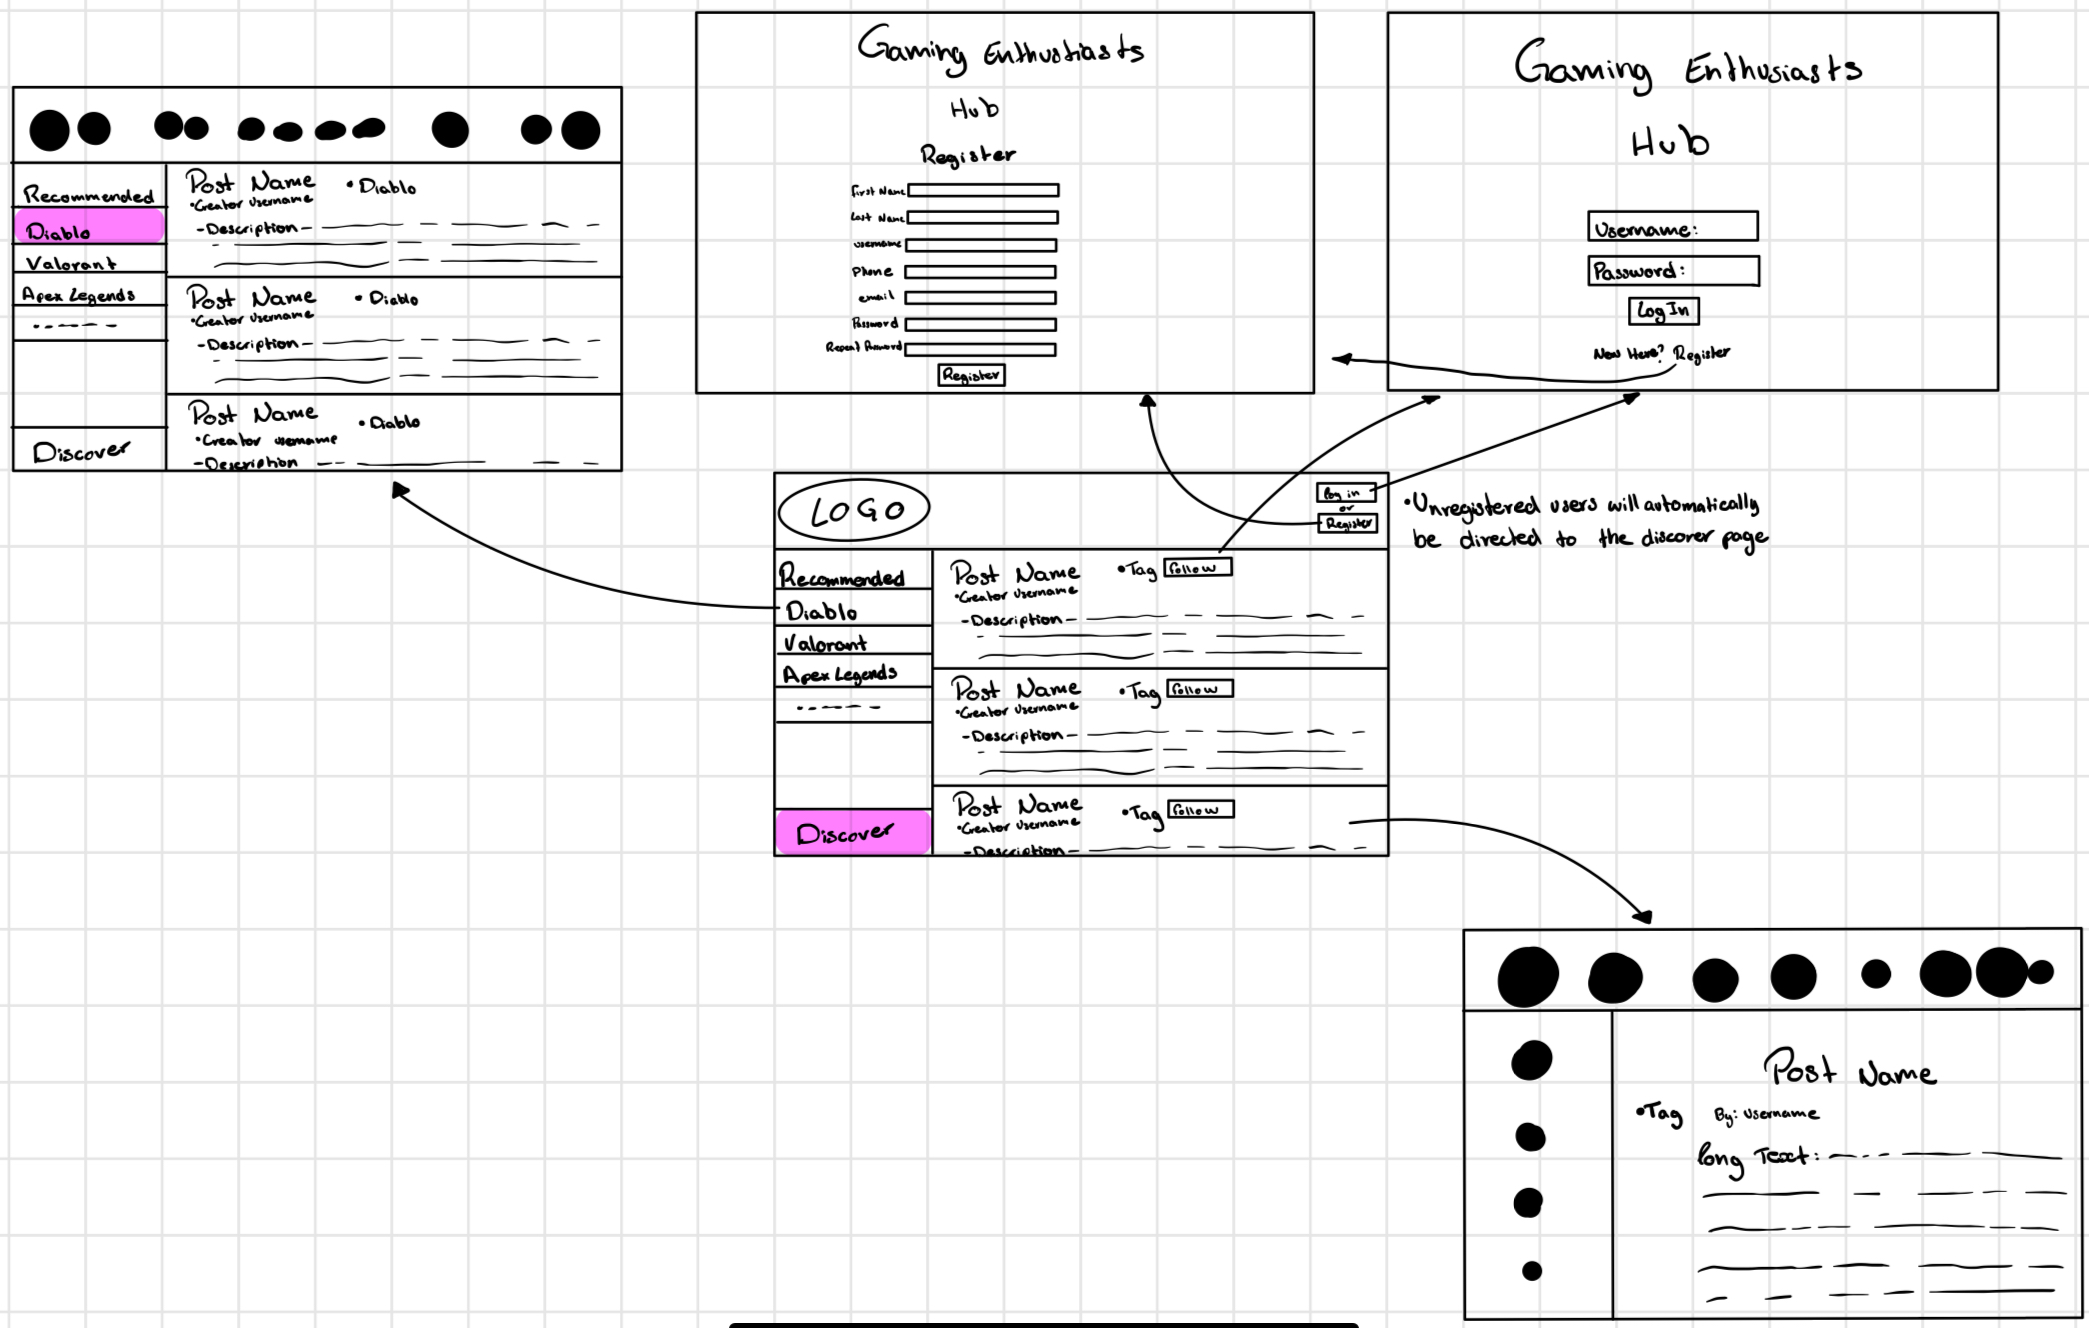 Recommended
Diablo
Valorant
Apex Legends
Discover
Post Name • Diablo
•Creator Username
-Description-
Post Name • Diablo
•Creator Username
-Description-
Post Name • Diablo
•Creator username
-Description
Gaming Enthustiasts
Hub
Register
First Name
Last Name
username
Phone
email
Password
Repeat Password
Register
Gaming Enthusiasts
Hub
Username:
Password:
Log In
New Here? Register
LOGO
Log in
or
Register
•Unregistered users will automatically
be directed to the discover page
Recommended
Diablo
Valorant
Apex Legends
Discover
Post Name •Tag Follow
•Creator Username
-Description-
Post Name •Tag Follow
•Creator Username
-Description-
Post Name •Tag Follow
•Creator Username
-Description-
Post Name
•Tag By: Username
Long Text: